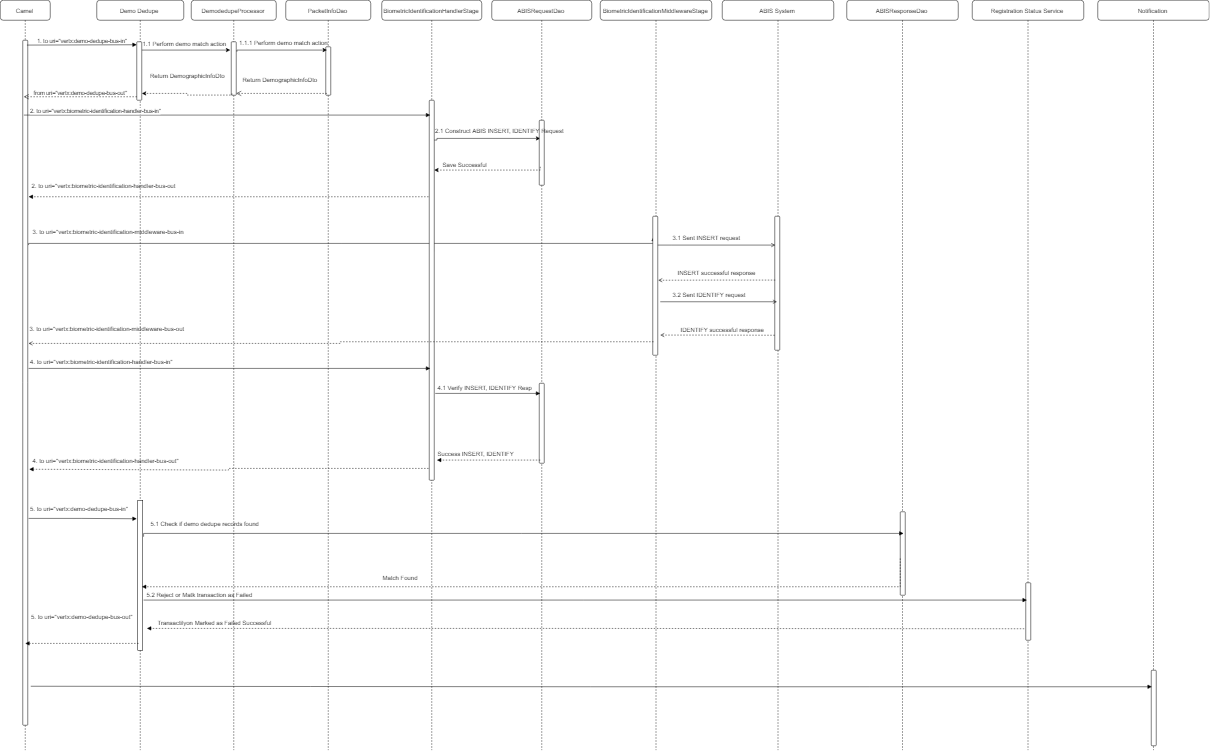 Camel
Demo Dedupe
DemodedupeProcessor
PacketInfoDao
BiometricIdentificationHandlerStage
ABISRequestDao
BiometricIdentificationMiddlewareStage
ABIS System
ABISResponseDao
Registration Status Service
Notification
1. to uri="vertx:demo-dedupe-bus-in"
1.1 Perform demo match action
1.1.1 Perform demo match action
Return DemographicInfoDto
Return DemographicInfoDto
from uri="vertx:demo-dedupe-bus-out"
2. to uri="vertx:biometric-identification-handler-bus-in"
2.1 Construct ABIS INSERT, IDENTIFY Request
Save Successful
2. to uri="vertx:biometric-identification-handler-bus-out
3. to uri="vertx:biometric-identification-middleware-bus-in
3.1 Sent INSERT request
INSERT successful response
3.2 Sent IDENTIFY request
3. to uri="vertx:biometric-identification-middleware-bus-out
IDENTIFY successful response
4. to uri="vertx:biometric-identification-handler-bus-in"
4.1 Verify INSERT, IDENTIFY Resp
Success INSERT, IDENTIFY
4. to uri="vertx:biometric-identification-handler-bus-out"
5. to uri="vertx:demo-dedupe-bus-in"
5.1 Check if demo dedupe records found
Match Found
5.2 Reject or Matk transaction as Failed
5. to uri="vertx:demo-dedupe-bus-out"
Transactiyon Marked as Failed Successful